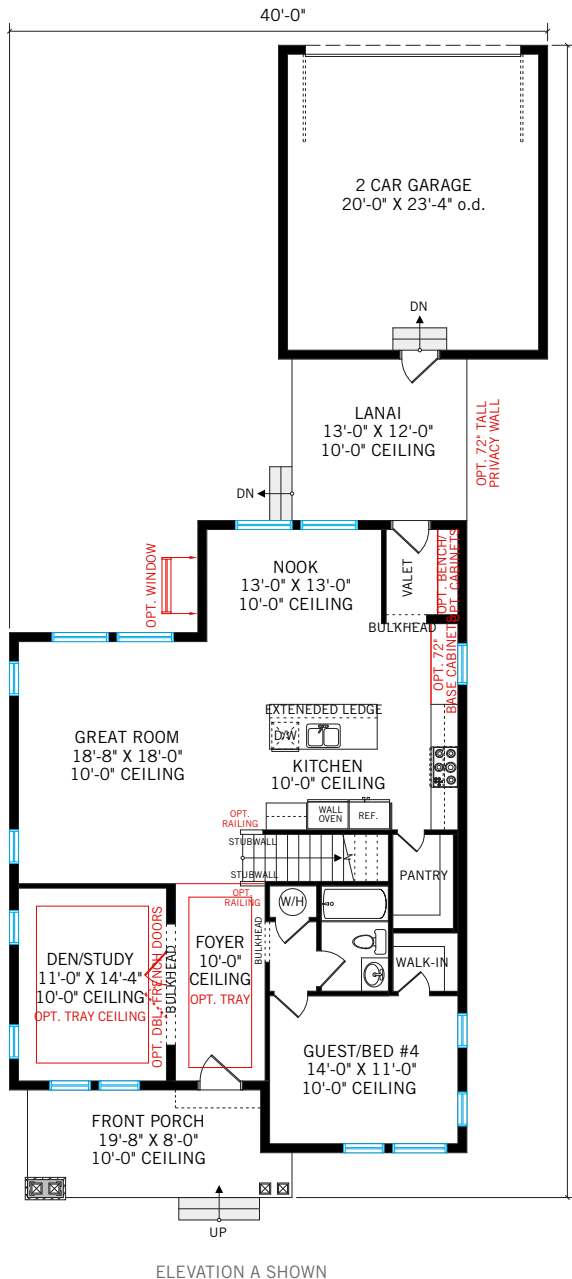 40'-0"
2 CAR GARAGE
20'-0" X 23'-4" o.d.
DN
LANAI
13'-0" X 12'-0"
10'-0" CEILING
OPT. 72" TALL
PRIVACY WALL
DN
OPT. WINDOW
NOOK
13'-0" X 13'-0"
10'-0" CEILING
VALET
OPT. BENCH/
OPT. CABINETS
BULKHEAD
OPT. 72"
BASE CABINETS
EXTENEDED LEDGE
D/W
GREAT ROOM
18'-8" X 18'-0"
10'-0" CEILING
KITCHEN
10'-0" CEILING
WALL
OVEN
REF.
OPT.
RAILING
STUBWALL
STUBWALL
OPT.
RAILING
PANTRY
W/H
BULKHEAD
WALK-IN
DEN/STUDY
11'-0" X 14'-4"
10'-0" CEILING
OPT. TRAY CEILING
OPT. DBL. FRENCH DOORS
BULKHEAD
FOYER
10'-0"
CEILING
OPT. TRAY
GUEST/BED #4
14'-0" X 11'-0"
10'-0" CEILING
FRONT PORCH
19'-8" X 8'-0"
10'-0" CEILING
UP
ELEVATION A SHOWN